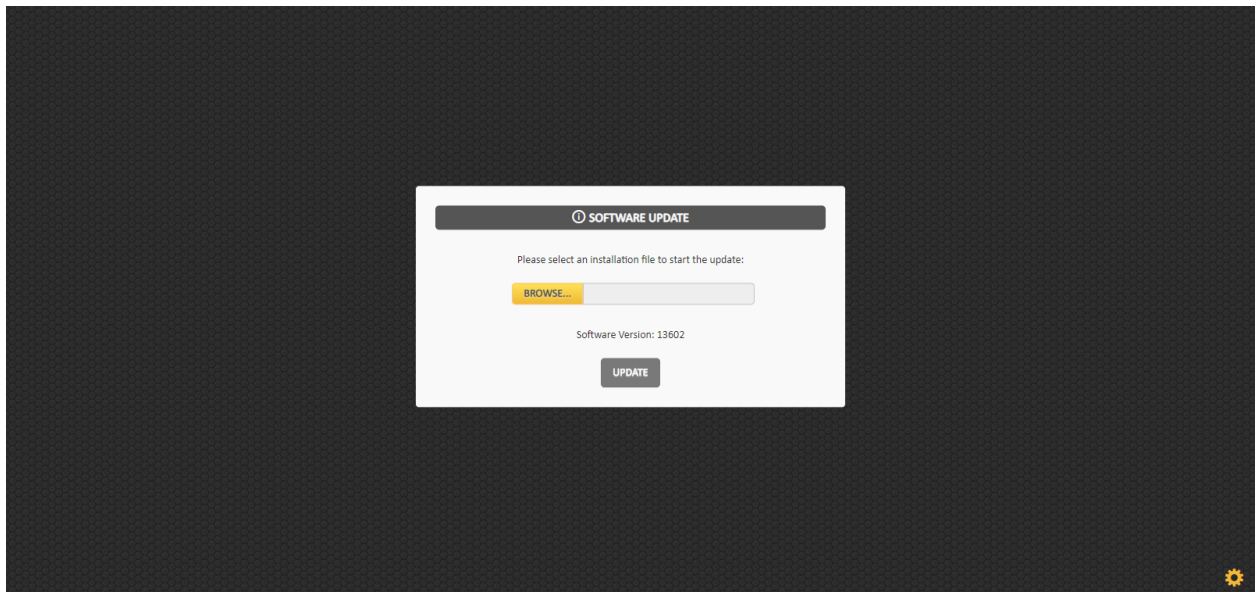 SOFTWARE UPDATE
Please select an installation file to start the update:
BROWSE...
Software Version: 13602
UPDATE